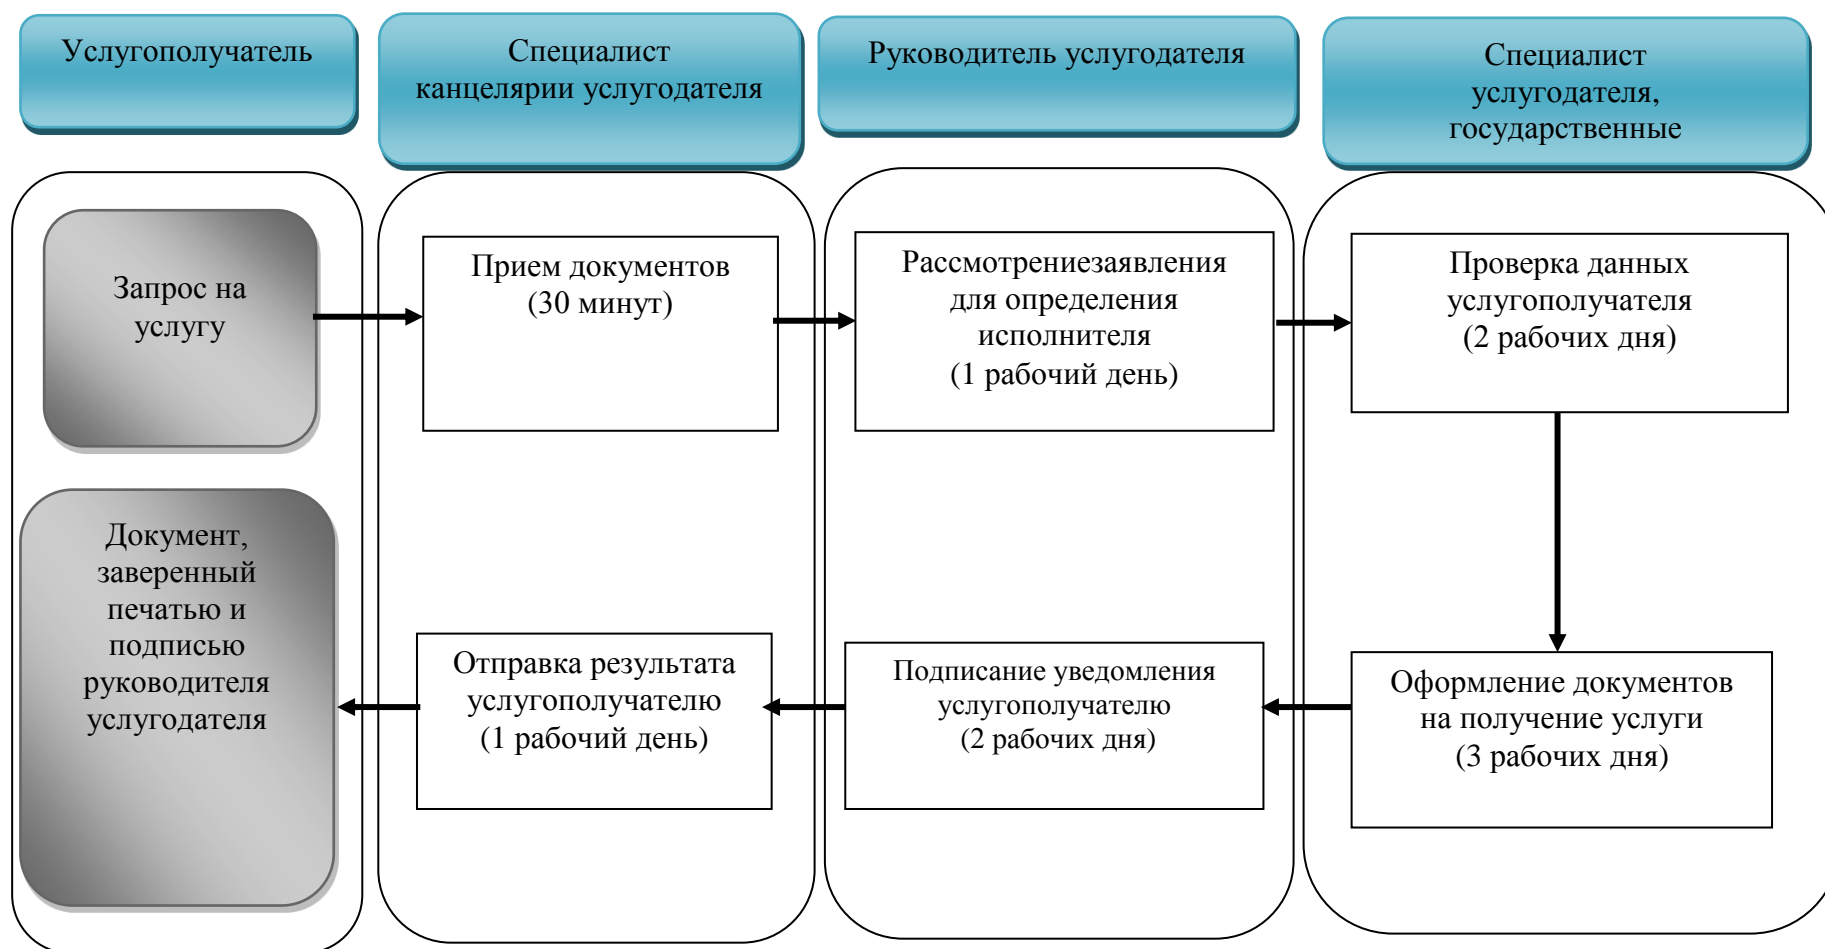 Услугополучатель
Специалист
канцелярии услугодателя
Руководитель услугодателя
Специалист
услугодателя,
государственные
Запрос на
услугу
Прием документов
(30 минут)
Рассмотрениезаявления
для определения
исполнителя
(1 рабочий день)
Проверка данных
услугополучателя
(2 рабочих дня)
Документ,
заверенный
печатью и
подписью
руководителя
услугодателя
Отправка результата
услугополучателю
(1 рабочий день)
Подписание уведомления
услугополучателю
(2 рабочих дня)
Оформление документов
на получение услуги
(3 рабочих дня)